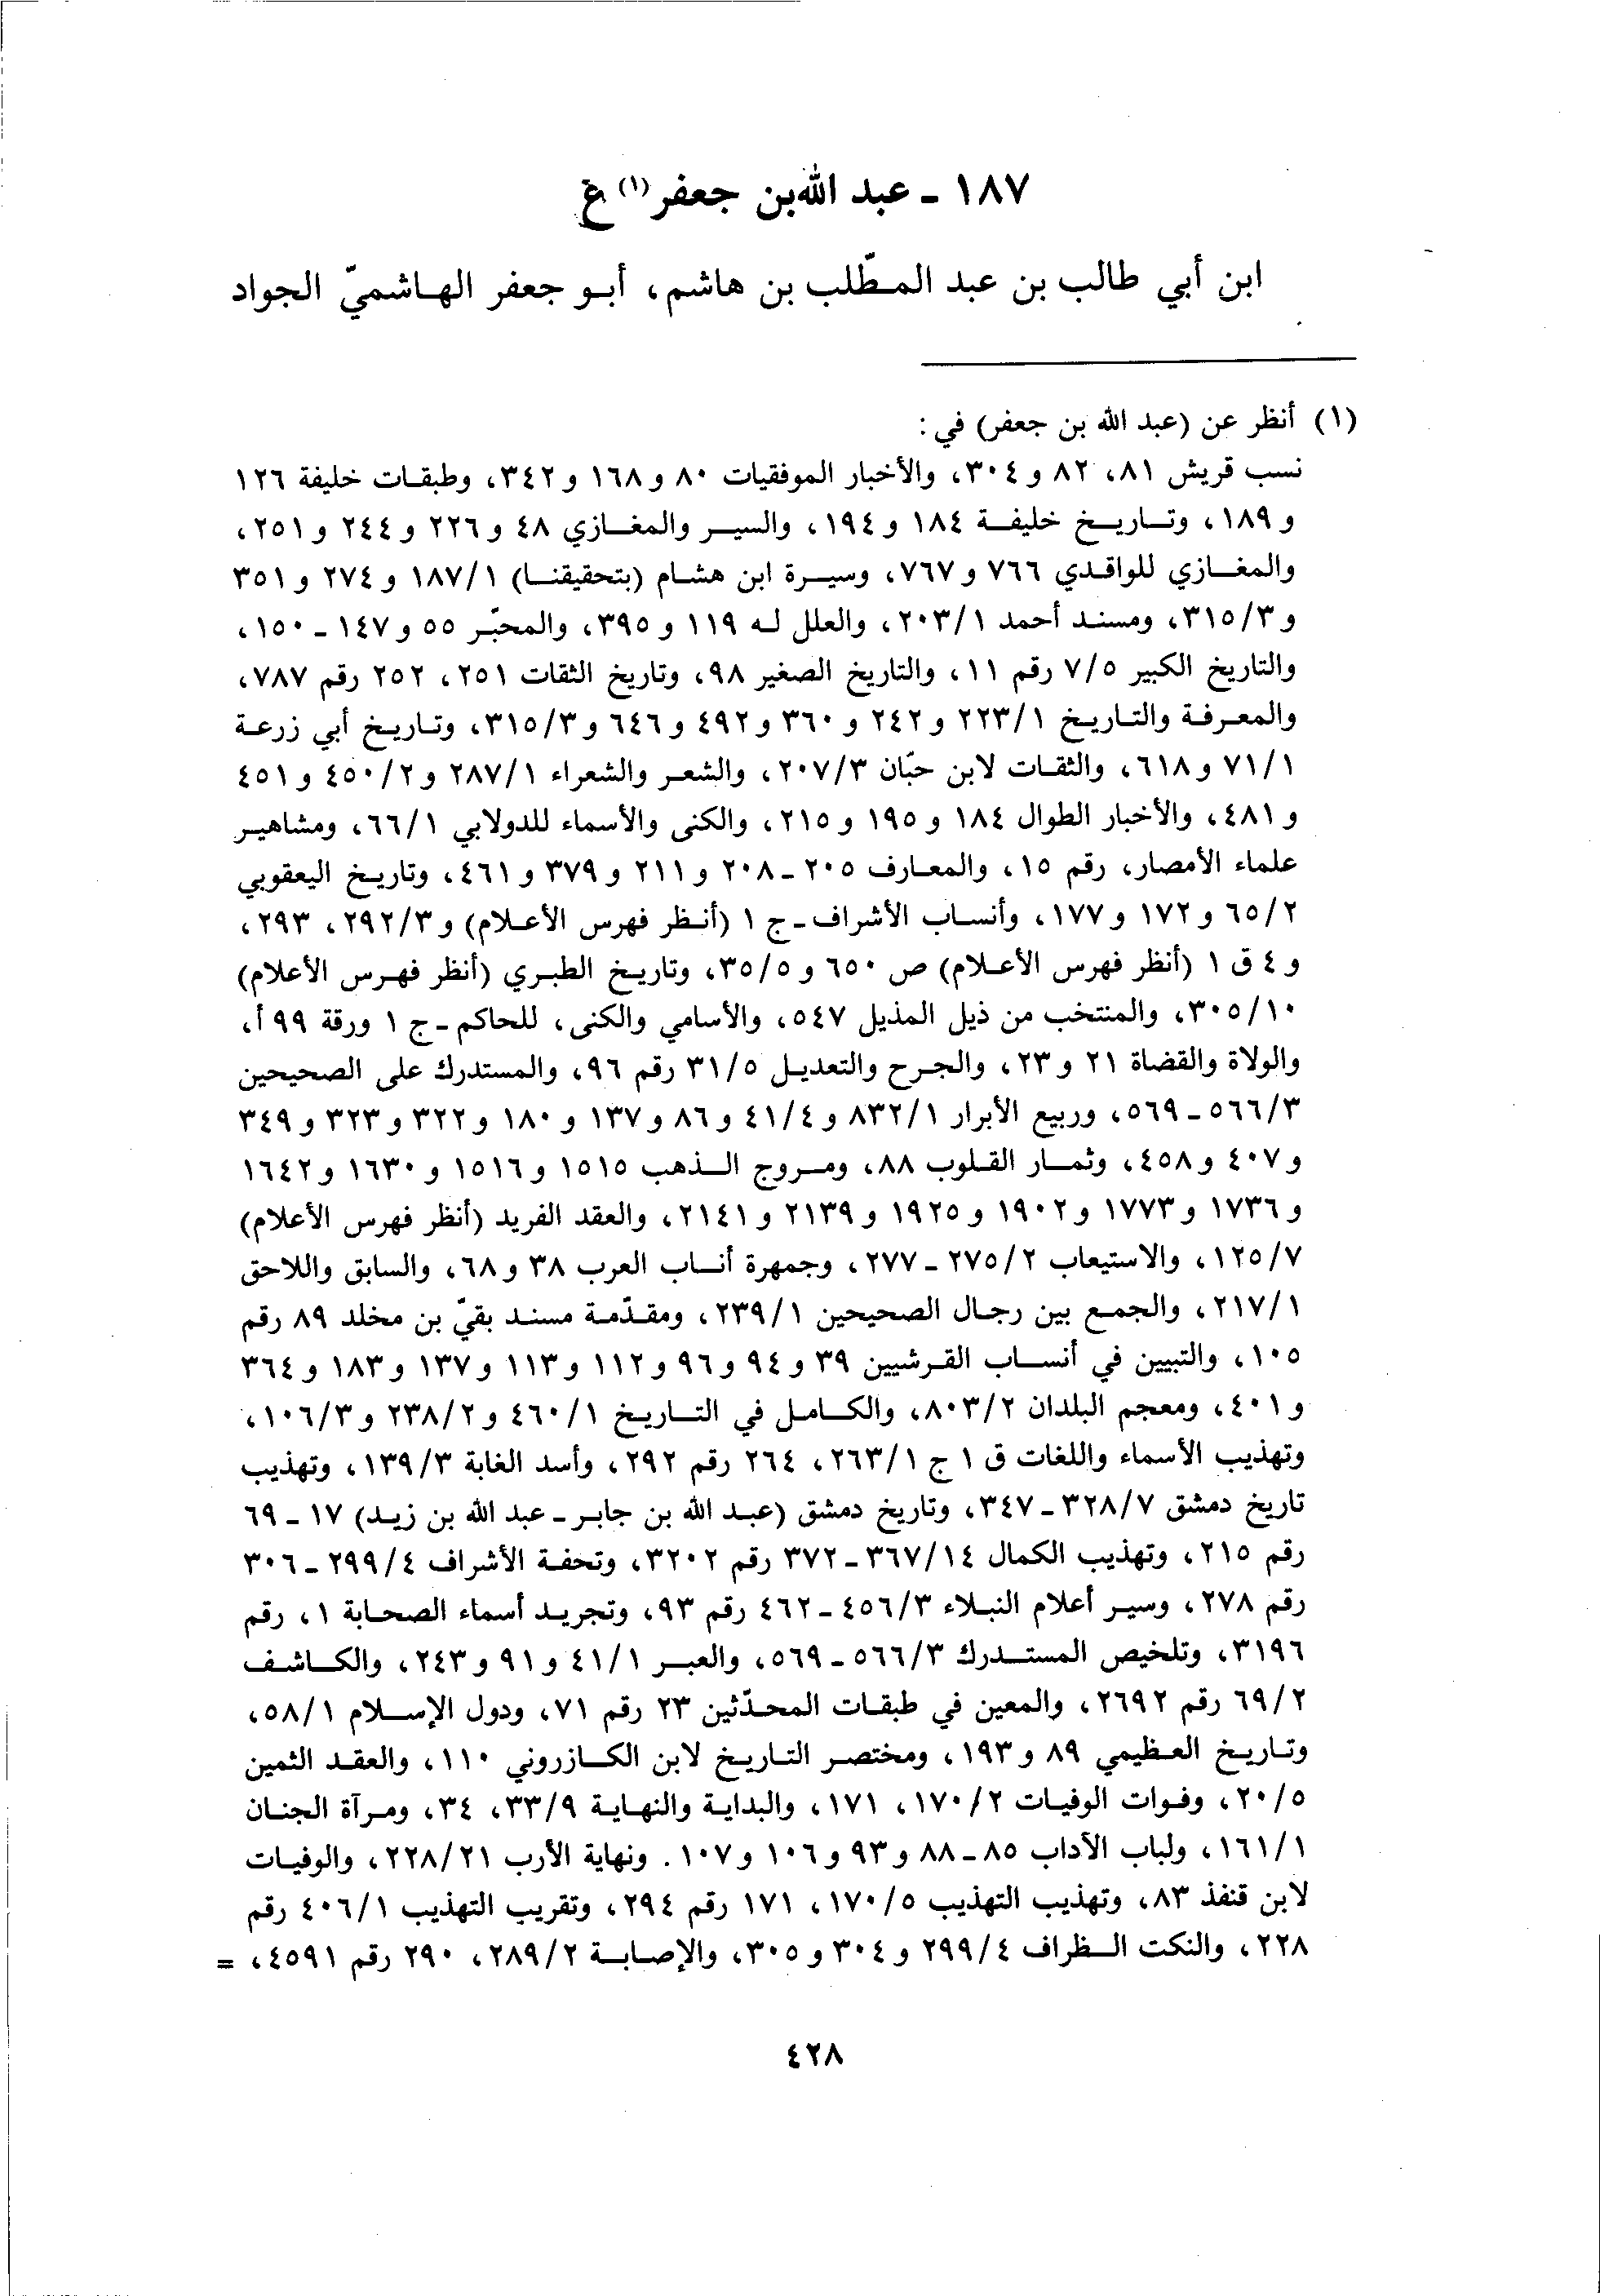 ١٨٧ ـ عبد الله بن جعفر (١) ع
ابن أبي طالب بن عبد المطّلب بن هاشم، أبو جعفر الهاشميّ الجواد
(١) أنظر عن (عبد الله بن جعفر) في :
نسب قريش ٨١، ٨٢ و ٣٠٤، والأخبار الموفقيات ٨٠ و ١٦٨ و ٣٤٢، وطبقات خليفة ١٢٦
و ١٨٩، وتاريخ خليفة ١٨٤ و ١٩٤، والسير والمغازي ٤٨ و ٢٢٦ و ٢٤٤ و ٢٥١،
والمغازي للواقدي ٧٦٦ و ٧٦٧، وسيرة ابن هشام (بتحقيقنا) ١/ ١٨٧ و ٢٧٤ و ٣٥١
و ٣/ ٣١٥، ومسند أحمد ١/ ٢٠٣، والعلل له ١١٩ و ٣٩٥، والمحبّر ٥٥ و ١٤٧ ـ ١٥٠،
والتاريخ الكبير ٥/ ٧ رقم ١١، والتاريخ الصغير ٩٨، وتاريخ الثقات ٢٥١، ٢٥٢ رقم ٧٨٧،
والمعرفة والتاريخ ١/ ٢٢٣ و ٢٤٢ و ٣٦٠ و ٤٩٢ و ٦٤٦ و ٣/ ٣١٥، وتاريخ أبي زرعة
١/ ٧١ و ٦١٨، والثقات لابن حبّان ٣/ ٢٠٧، والشعر والشعراء ١/ ٢٨٧ و ٢/ ٤٥٠ و ٤٥١
و ٤٨١، والأخبار الطوال ١٨٤ و ١٩٥ و ٢١٥، والكنى والأسماء للدولابي ١/ ٦٦، ومشاهير
علماء الأمصار، رقم ١٥، والمعارف ٢٠٥ ـ ٢٠٨ و ٢١١ و ٣٧٩ و ٤٦١، وتاريخ اليعقوبي
٢/ ٦٥ و ١٧٢ و ١٧٧، وأنساب الأشراف ـ ج ١ (أنظر فهرس الأعلام) و ٣/ ٢٩٢، ٢٩٣،
و ٤ ق ١ (أنظر فهرس الأعلام) ص ٦٥٠ و ٥/ ٣٥، وتاريخ الطبري (أنظر فهرس الأعلام)
١٠/ ٣٠٥، والمنتخب من ذيل المذيل ٥٤٧، والأسامي والكنى، للحاكم ـ ج ١ ورقة ٩٩ أ،
والولاة والقضاة ٢١ و ٢٣، والجرح والتعديل ٥/ ٣١ رقم ٩٦، والمستدرك على الصحيحين
٣/ ٥٦٦ ـ ٥٦٩، وربيع الأبرار ١/ ٨٣٢ و ٤/ ٤١ و ٨٦ و ١٣٧ و ١٨٠ و ٣٢٢ و ٣٢٣ و ٣٤٩
و ٤٠٧ و ٤٥٨، وثمار القلوب ٨٨، ومروج الذهب ١٥١٥ و ١٥١٦ و ١٦٣٠ و ١٦٤٢
و ١٧٣٦ و ١٧٧٣ و ١٩٠٢ و ١٩٢٥ و ٢١٣٩ و ٢١٤١، والعقد الفريد (أنظر فهرس الأعلام)
٧/ ١٢٥، والاستيعاب ٢/ ٢٧٥ ـ ٢٧٧، وجمهرة أنساب العرب ٣٨ و ٦٨، والسابق واللاحق
١/ ٢١٧، والجمع بين رجال الصحيحين ١/ ٢٣٩، ومقدّمة مسند بقيّ بن مخلد ٨٩ رقم
١٠٥، والتبيين في أنساب القرشيين ٣٩ و ٩٤ و ٩٦ و ١١٢ و ١١٣ و ١٣٧ و ١٨٣ و ٣٦٤
و ٤٠١، ومعجم البلدان ٢/ ٨٠٣، والكامل في التاريخ ١/ ٤٦٠ و ٢/ ٢٣٨ و ٣/ ١٠٦،
وتهذيب الأسماء واللغات ق ١ ج ١/ ٢٦٣، ٢٦٤ رقم ٢٩٢، وأسد الغابة ٣/ ١٣٩، وتهذيب
تاريخ دمشق ٧/ ٣٢٨ ـ ٣٤٧، وتاريخ دمشق (عبد الله بن جابر ـ عبد الله بن زيد) ١٧ ـ ٦٩
رقم ٢١٥، وتهذيب الكمال ١٤/ ٣٦٧ ـ ٣٧٢ رقم ٣٢٠٢، وتحفة الأشراف ٤/ ٢٩٩ ـ ٣٠٦
رقم ٢٧٨، وسير أعلام النبلاء ٣/ ٤٥٦ ـ ٤٦٢ رقم ٩٣، وتجريد أسماء الصحابة ١، رقم
٣١٩٦، وتلخيص المستدرك ٣/ ٥٦٦ ـ ٥٦٩، والعبر ١/ ٤١ و ٩١ و ٢٤٣، والكاشف
٢/ ٦٩ رقم ٢٦٩٢، والمعين في طبقات المحدّثين ٢٣ رقم ٧١، ودول الإسلام ١/ ٥٨،
وتاريخ العظيمي ٨٩ و ١٩٣، ومختصر التاريخ لابن الكازروني ١١٠، والعقد الثمين
٥/ ٢٠، وفوات الوفيات ٢/ ١٧٠، ١٧١، والبداية والنهاية ٩/ ٣٣، ٣٤، ومرآة الجنان
١/ ١٦١، ولباب الآداب ٨٥ ـ ٨٨ و ٩٣ و ١٠٦ و ١٠٧. ونهاية الأرب ٢١/ ٢٢٨، والوفيات
لابن قنفذ ٨٣، وتهذيب التهذيب ٥/ ١٧٠، ١٧١ رقم ٢٩٤، وتقريب التهذيب ١/ ٤٠٦ رقم
٢٢٨، والنكت الظراف ٤/ ٢٩٩ و ٣٠٤ و ٣٠٥، والإصابة ٢/ ٢٨٩، ٢٩٠ رقم ٤٥٩١، =
٤٢٨